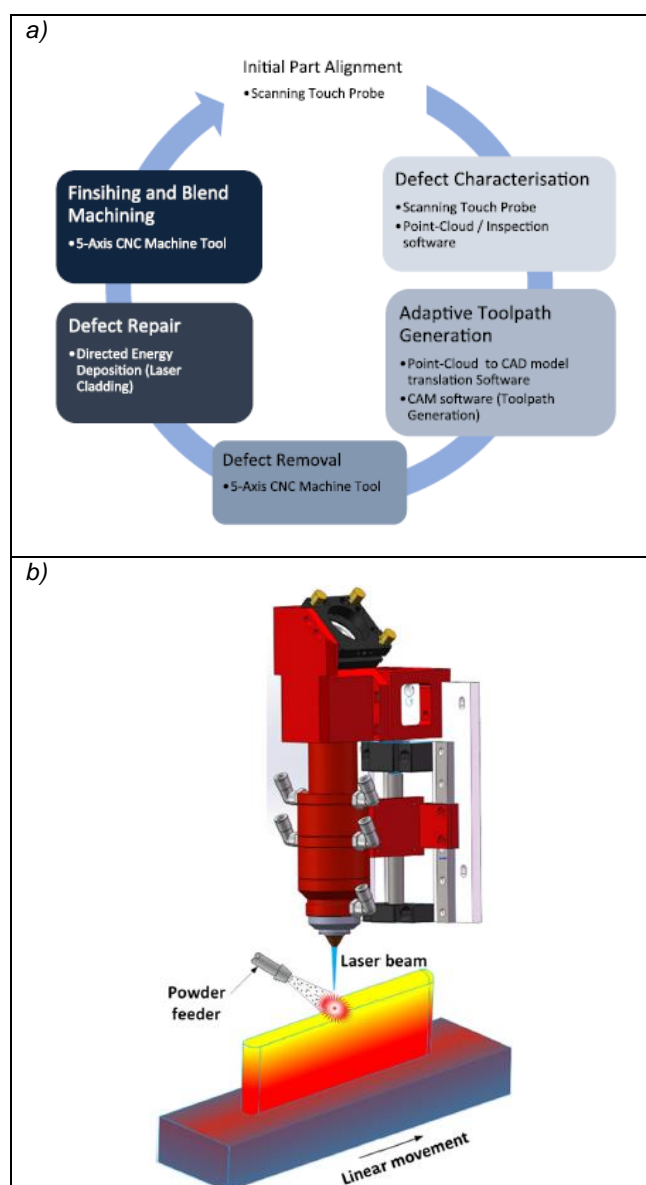 a)
Initial Part Alignment
•Scanning Touch Probe
Defect Characterisation
•Scanning Touch Probe
•Point-Cloud / Inspection
software
Adaptive Toolpath
Generation
•Point-Cloud to CAD model
translation Software
•CAM software (Toolpath
Generation)
Defect Removal
•5-Axis CNC Machine Tool
Defect Repair
•Directed Energy
Deposition (Laser
Cladding)
Finsihing and Blend
Machining
•5-Axis CNC Machine Tool
b)
Laser beam
Powder
feeder
Linear movement